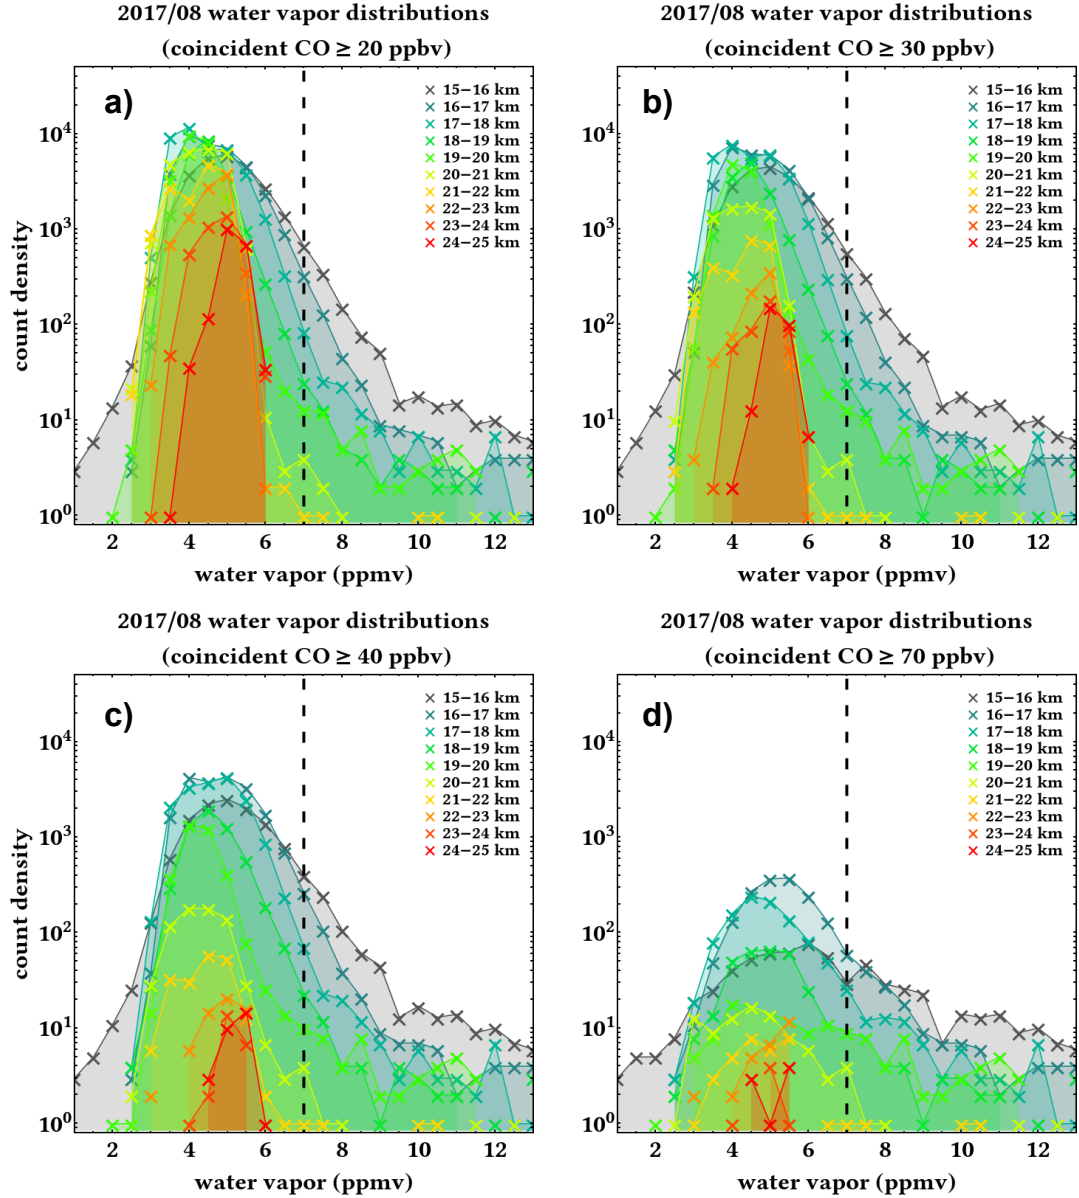 2017/08 water vapor distributions
(coincident CO ≥ 20 ppbv)
a)
15−16 km
16−17 km
17−18 km
18−19 km
19−20 km
20−21 km
21−22 km
22−23 km
23−24 km
24−25 km
10⁴
10³
10²
10¹
10⁰
count density
2 4 6 8 10 12
water vapor (ppmv)
2017/08 water vapor distributions
(coincident CO ≥ 30 ppbv)
b)
15−16 km
16−17 km
17−18 km
18−19 km
19−20 km
20−21 km
21−22 km
22−23 km
23−24 km
24−25 km
10⁴
10³
10²
10¹
10⁰
2 4 6 8 10 12
water vapor (ppmv)
2017/08 water vapor distributions
(coincident CO ≥ 40 ppbv)
c)
15−16 km
16−17 km
17−18 km
18−19 km
19−20 km
20−21 km
21−22 km
22−23 km
23−24 km
24−25 km
10⁴
10³
10²
10¹
10⁰
count density
2 4 6 8 10 12
water vapor (ppmv)
2017/08 water vapor distributions
(coincident CO ≥ 70 ppbv)
d)
15−16 km
16−17 km
17−18 km
18−19 km
19−20 km
20−21 km
21−22 km
22−23 km
23−24 km
24−25 km
10⁴
10³
10²
10¹
10⁰
2 4 6 8 10 12
water vapor (ppmv)